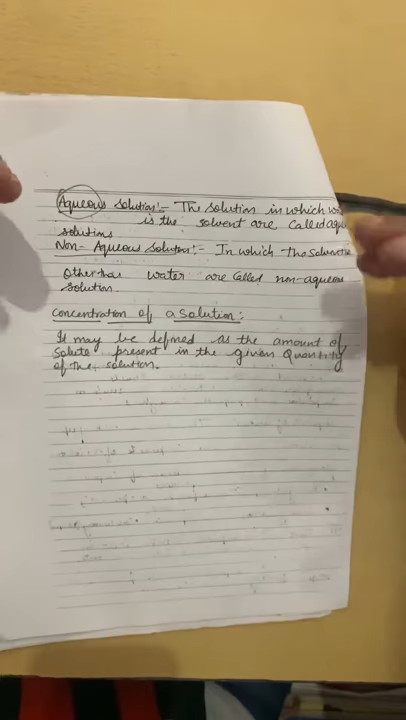 Aqueous solution:- The solution in which
is the solvent are called
solutions
Non- Aqueous solution:- In which the
other than water are called non-aqueous
solution.
Concentration of a solution:
It may be defined as the amount of
solute present in the given quantity
of the solution.